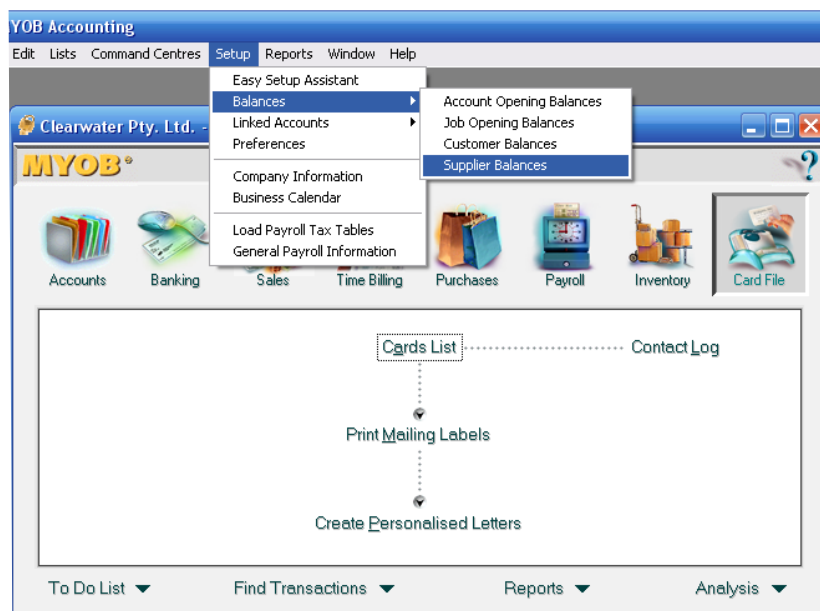 YOB Accounting
Edit Lists Command Centres Setup Reports Window Help
Easy Setup Assistant
Balances
Linked Accounts
Preferences
Company Information
Business Calendar
Load Payroll Tax Tables
General Payroll Information
Account Opening Balances
Job Opening Balances
Customer Balances
Supplier Balances
Clearwater Pty. Ltd. -
MYOB®
Accounts Banking Sales Time Billing Purchases Payroll Inventory Card File
Cards List Contact Log
Print Mailing Labels
Create Personalised Letters
To Do List Find Transactions Reports Analysis